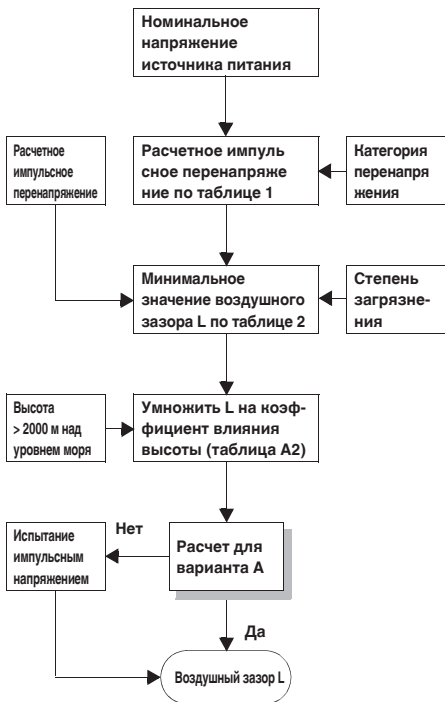 Номинальное
напряжение
источника питания
Расчетное
импульсное
перенапряжение
Расчетное импуль
сное перенапряже
ние по таблице 1
Категория
перенапря
жения
Минимальное
значение воздушного
зазора L по таблице 2
Степень
загрязне-
ния
Высота
> 2000 м над
уровнем моря
Умножить L на коэф-
фициент влияния
высоты (таблица А2)
Испытание
импульсным
напряжением
Нет
Расчет для
варианта А
Да
Воздушный зазор L